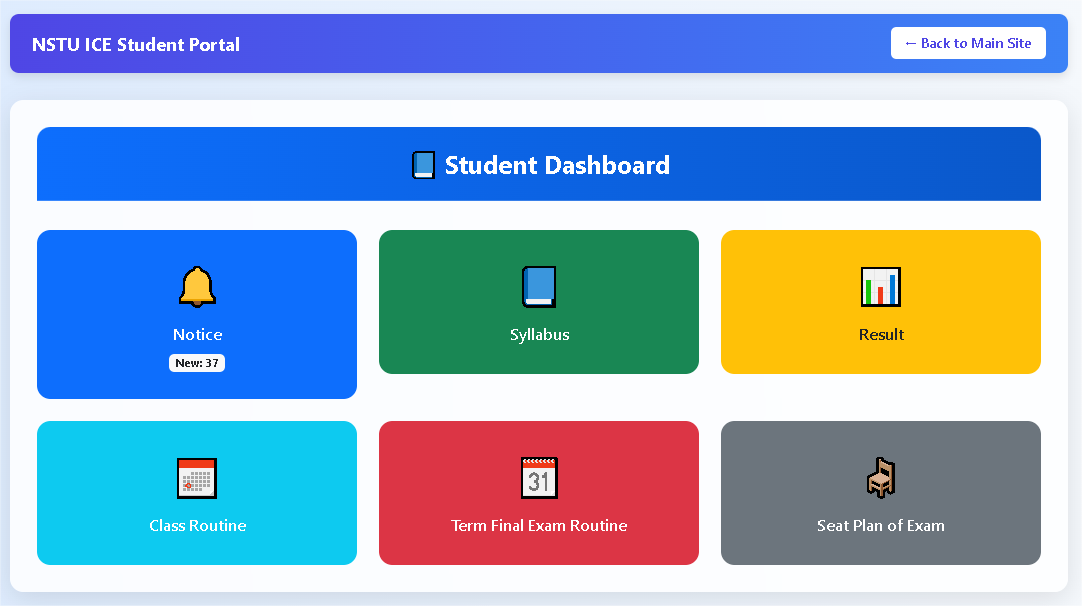 NSTU ICE Student Portal
← Back to Main Site
Student Dashboard
Notice
New: 37
Syllabus
Result
Class Routine
31
Term Final Exam Routine
Seat Plan of Exam